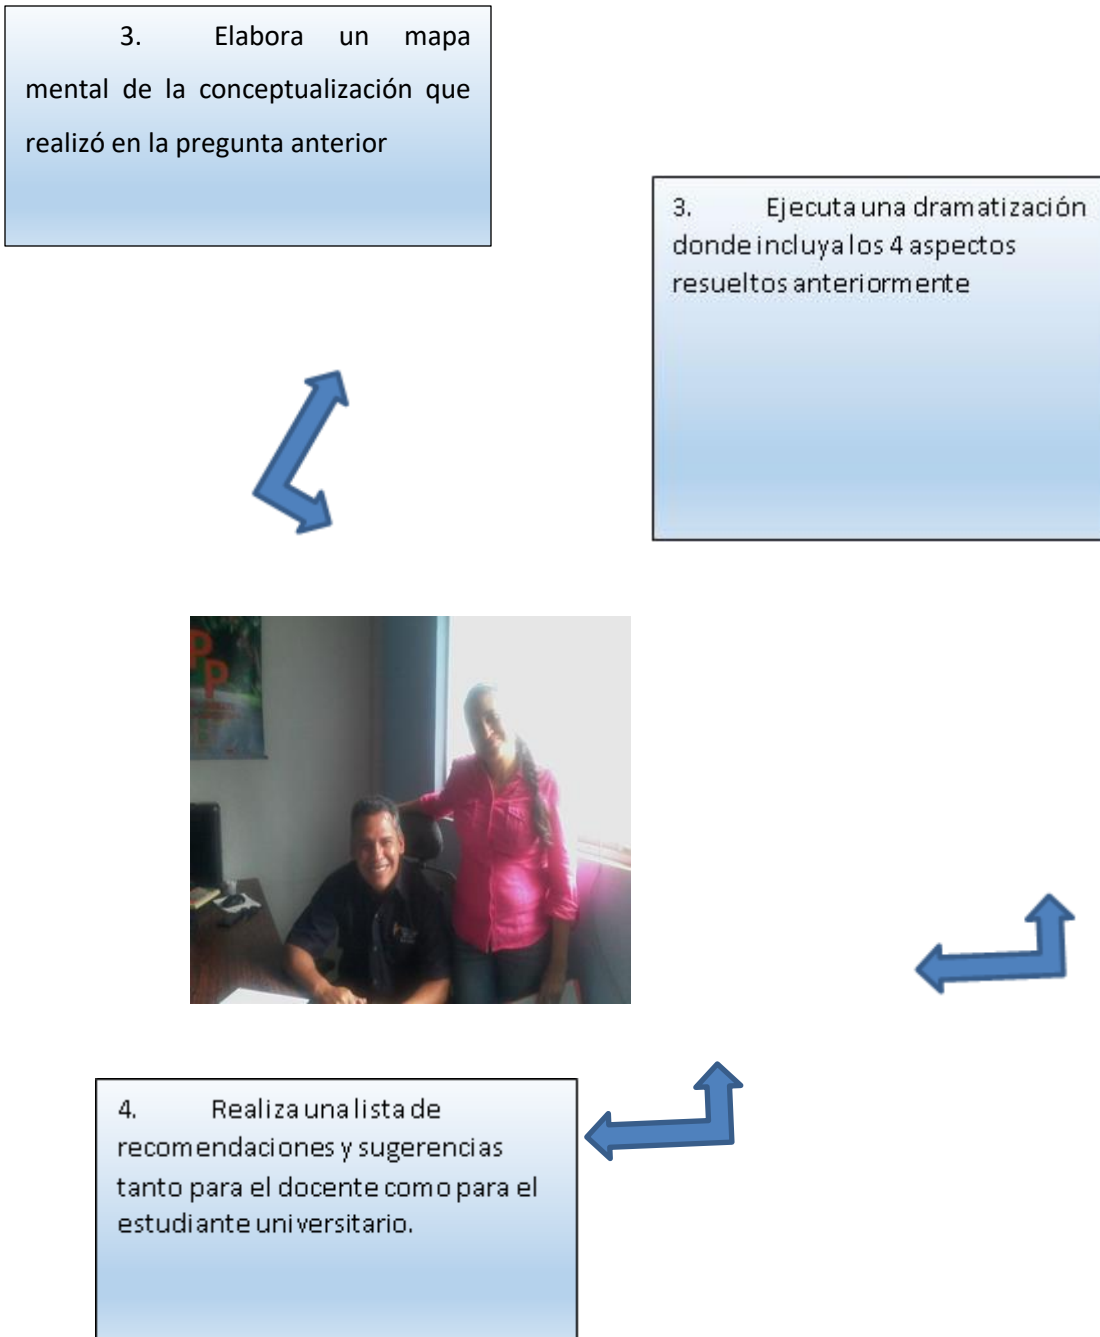 3. Elabora un mapa
mental de la conceptualización que
realizó en la pregunta anterior
3. Ejecuta una dramatización
donde incluya los 4 aspectos
resueltos anteriormente
P
P
4. Realiza una lista de
recomendaciones y sugerencias
tanto para el docente como para el
estudiante universitario.